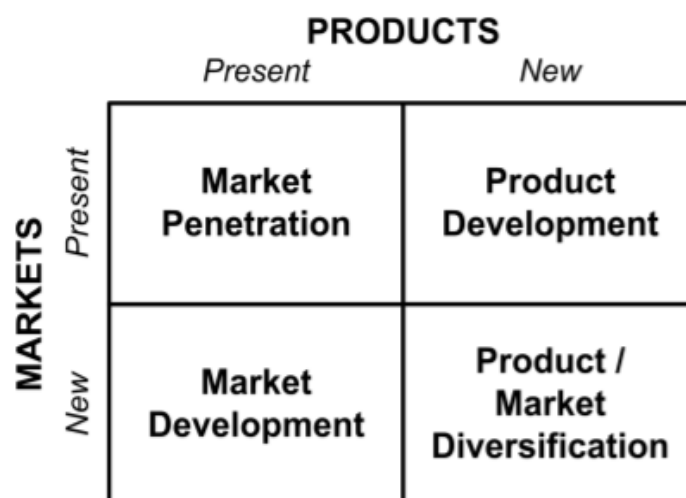 PRODUCTS
Present New
MARKETS
Present
Market
Penetration
Product
Development
New
Market
Development
Product /
Market
Diversification